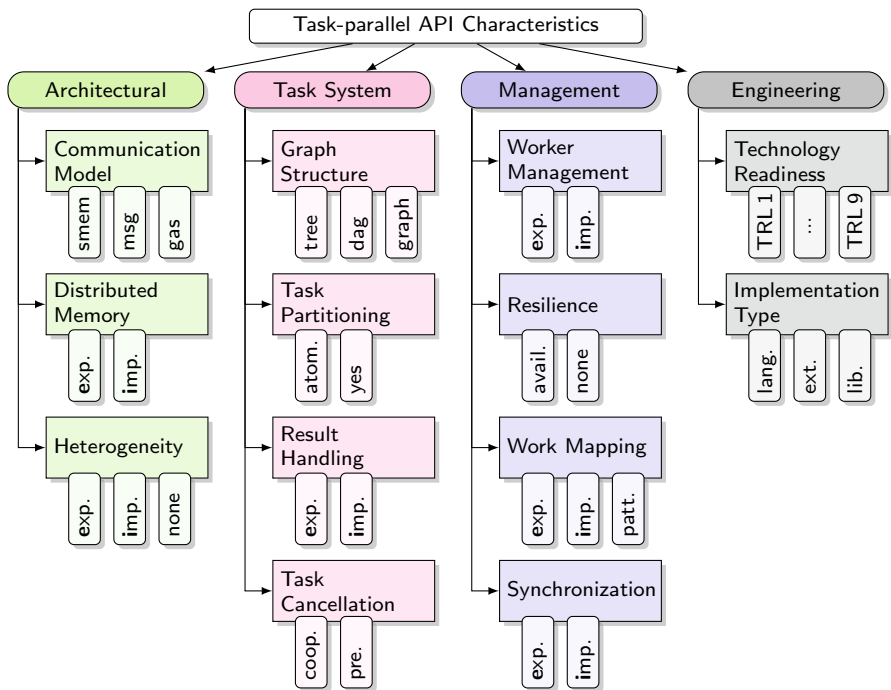 Task-parallel API Characteristics
Architectural
Task System
Management
Engineering
Communication
Model
smem
msg
gas
Distributed
Memory
exp.
imp.
Heterogeneity
exp.
imp.
none
Graph
Structure
tree
dag
graph
Task
Partitioning
atom.
yes
Result
Handling
exp.
imp.
Task
Cancellation
coop.
pre.
Worker
Management
exp.
imp.
Resilience
avail.
none
Work Mapping
exp.
imp.
patt.
Synchronization
exp.
imp.
Technology
Readiness
TRL 1
...
TRL 9
Implementation
Type
lang.
ext.
lib.